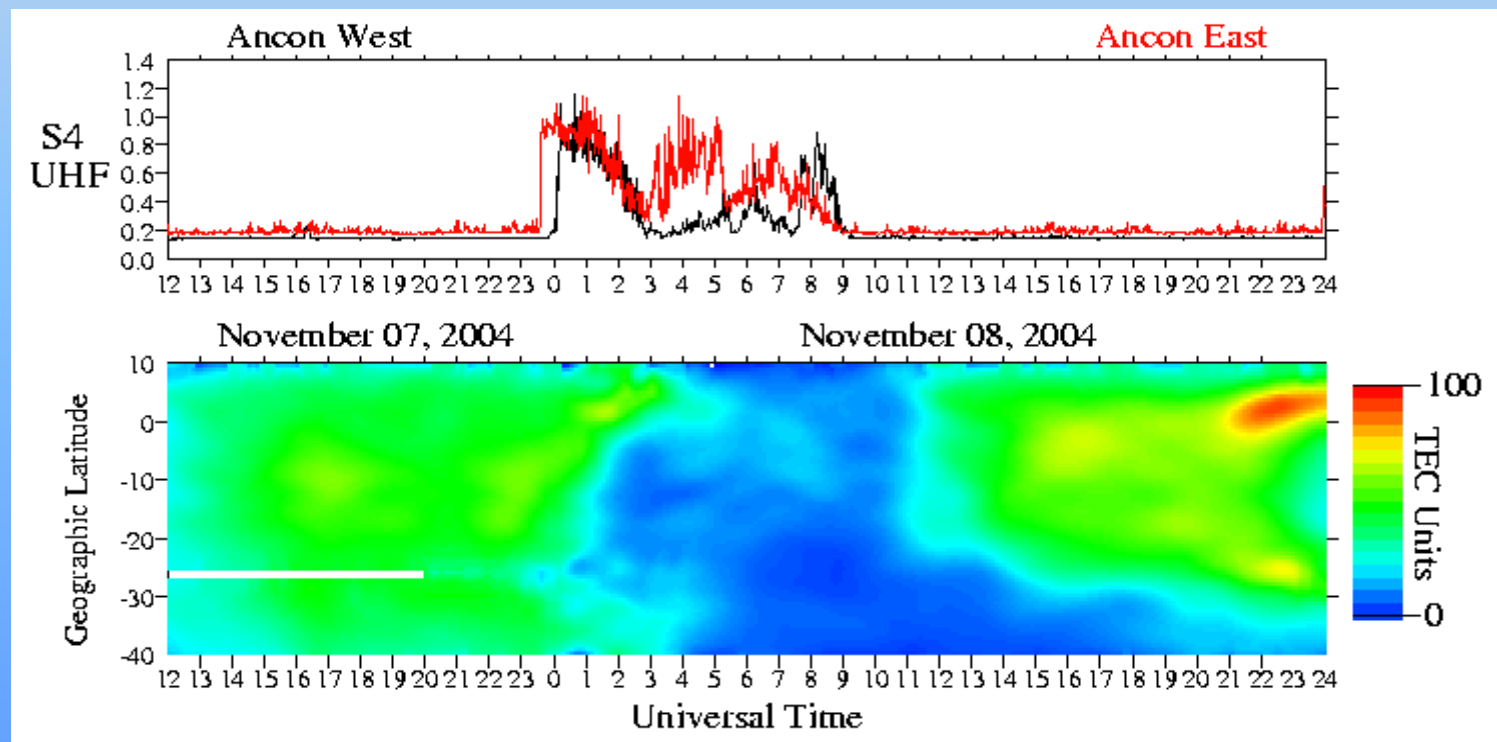 Ancon West Ancon East
1.4
1.2
1.0
0.8
0.6
0.4
0.2
0.0
S4
UHF
12 13 14 15 16 17 18 19 20 21 22 23 0 1 2 3 4 5 6 7 8 9 10 11 12 13 14 15 16 17 18 19 20 21 22 23 24
November 07, 2004 November 08, 2004
10
0
-10
-20
-30
-40
Geographic Latitude
100
TEC Units
0
12 13 14 15 16 17 18 19 20 21 22 23 0 1 2 3 4 5 6 7 8 9 10 11 12 13 14 15 16 17 18 19 20 21 22 23 24
Universal Time